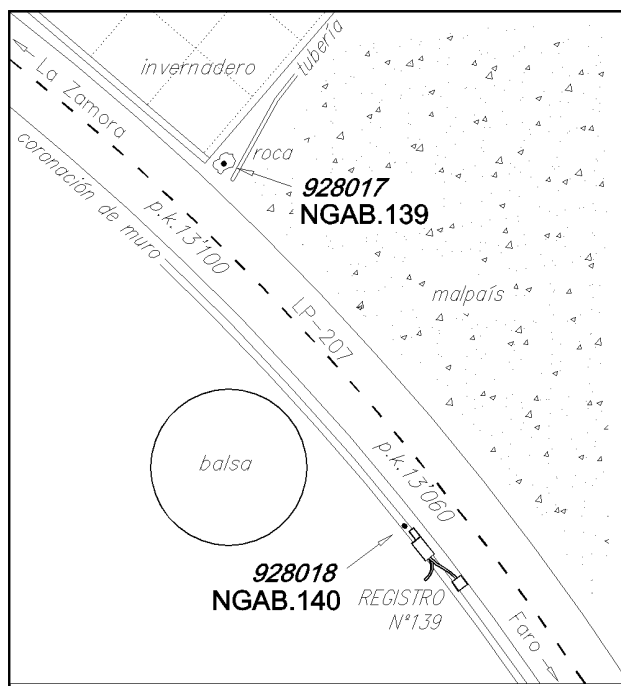 La Zamora
invernadero
tubería
roca
928017
NGAB.139
coronación de muro
p.k.13'100
LP-207
malpaís
balsa
p.k.13'060
928018
NGAB.140
REGISTRO
Nº139
Faro